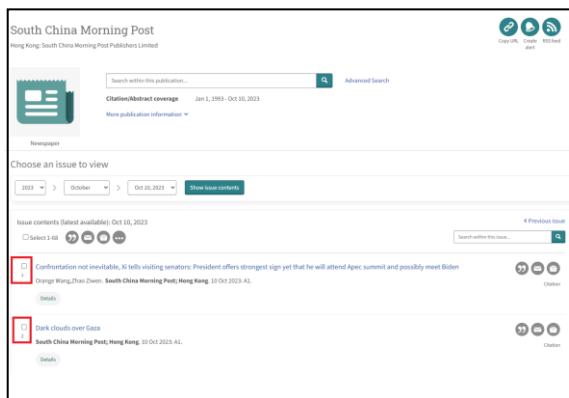 South China Morning Post
Hong Kong: South China Morning Post Publishers Limited
Copy URL Create alert RSS feed
Search within this publication...
Advanced Search
Citation/Abstract coverage Jan 1, 1993 - Oct 10, 2023
More publication information
Newspaper
Choose an issue to view
2023 > October > Oct 10, 2023 Show issue contents
Issue contents (latest available): Oct 10, 2023
Previous issue
Select 1-68
Search within this issue...
1
Confrontation not inevitable, Xi tells visiting senators: President offers strongest sign yet that he will attend Apec summit and possibly meet Biden
Orange Wang,Zhao Ziwen. South China Morning Post; Hong Kong. 10 Oct 2023: A1.
Citation
Details
2
Dark clouds over Gaza
South China Morning Post; Hong Kong. 10 Oct 2023: A1.
Citation
Details